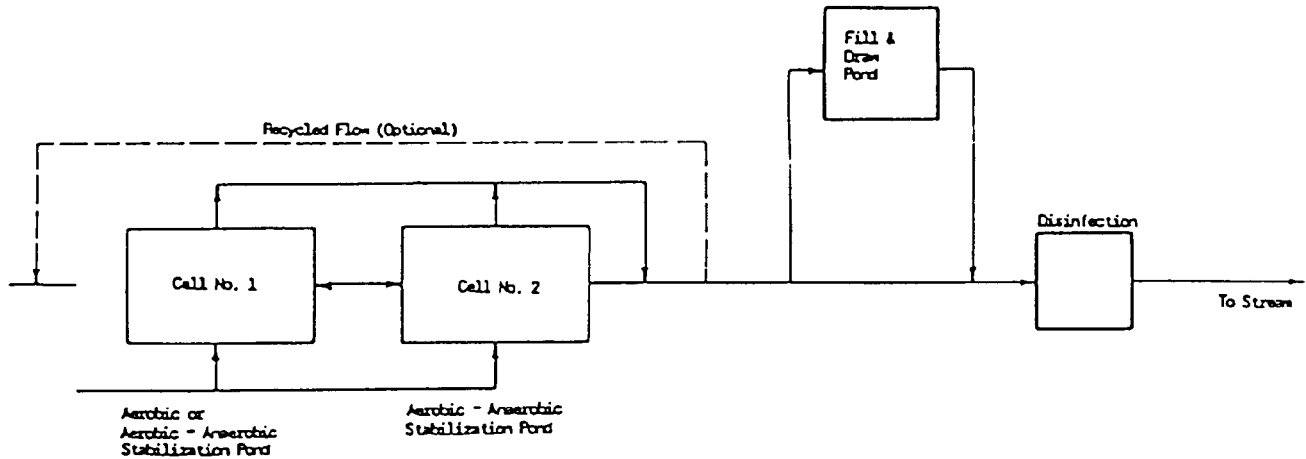 Fill &
Draw
Pond
Recycled Flow (Optional)
Disinfection
Cell No. 1
Cell No. 2
To Stream
Aerobic or
Aerobic - Anaerobic
Stabilization Pond
Aerobic - Anaerobic
Stabilization Pond